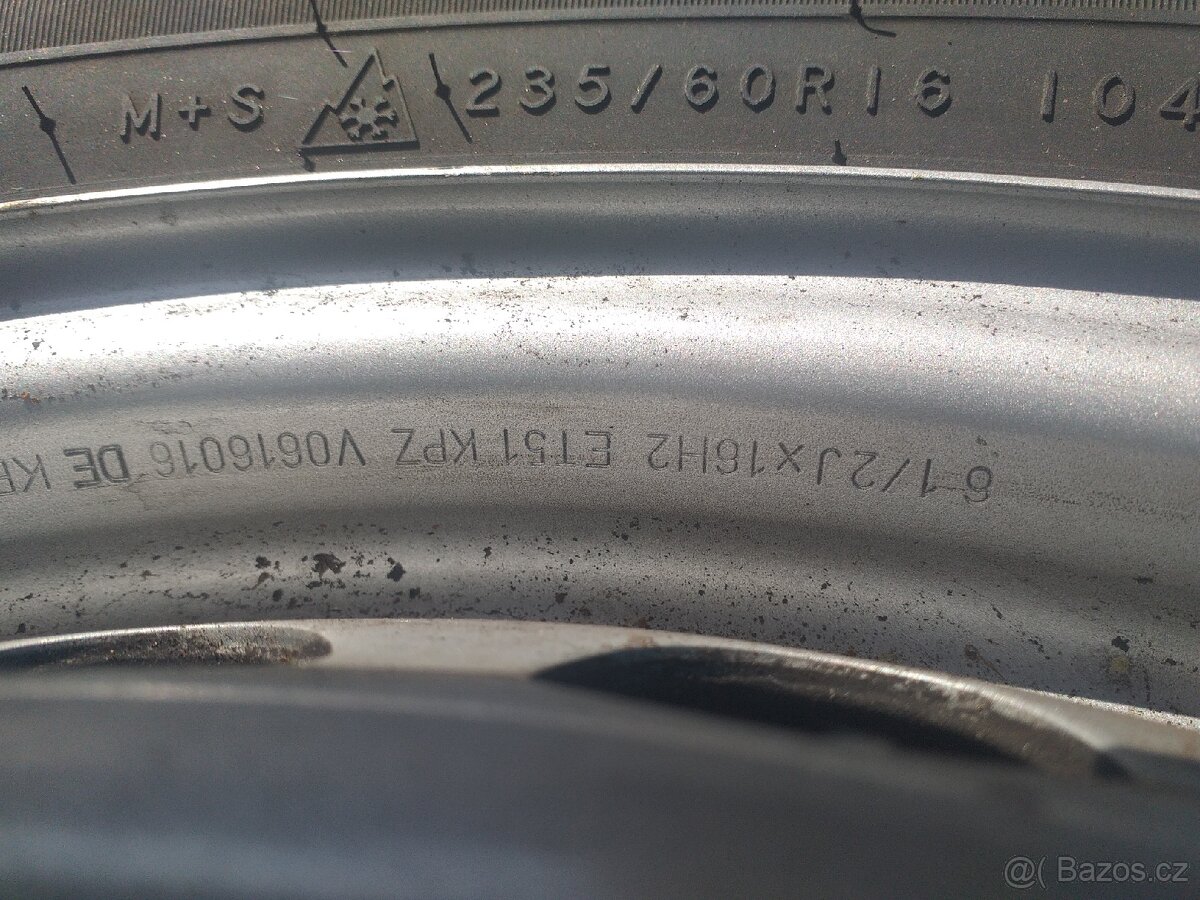 M+S 235/60R16 104
6 1/2Jx16H2 ET51 KPZ V0616016 DE
@( Bazos.cz